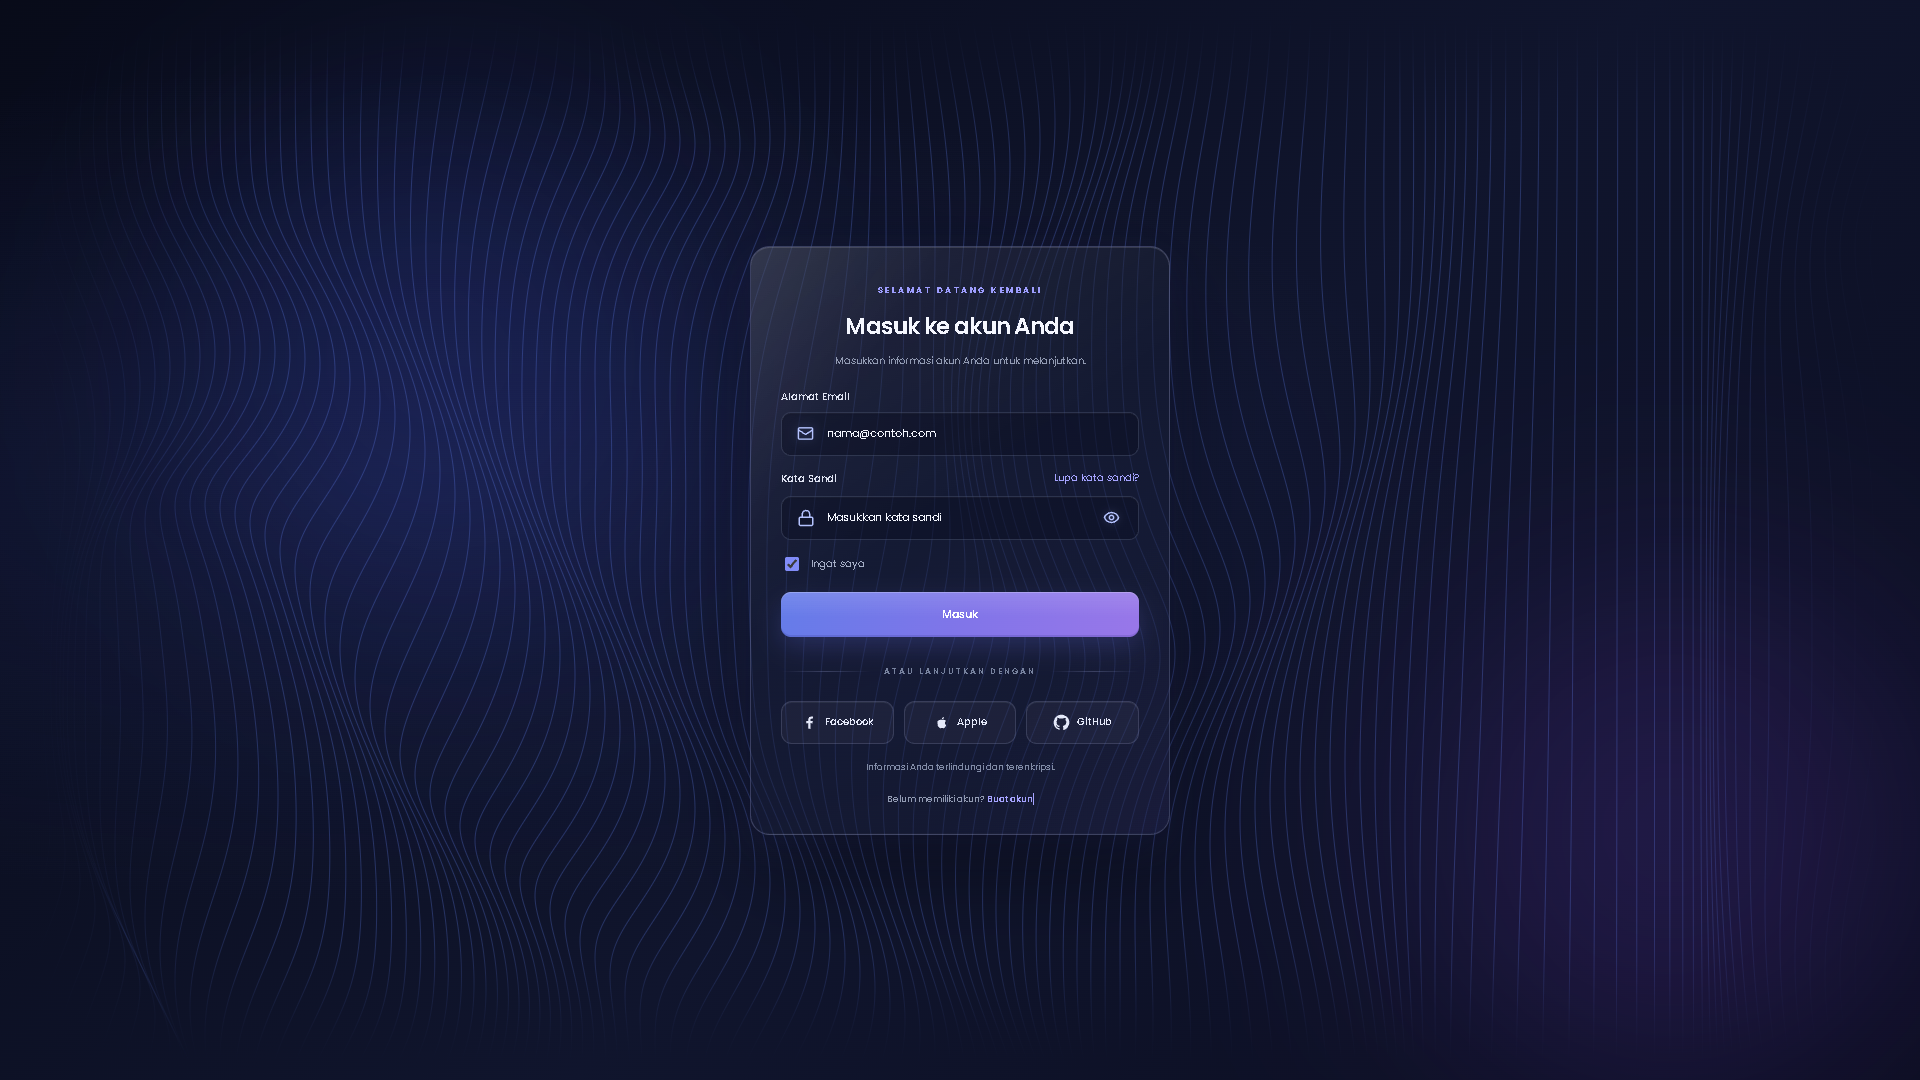 SELAMAT DATANG KEMBALI
Masuk ke akun Anda
Masukkan informasi akun Anda untuk melanjutkan.
Alamat Email
nama@contoh.com
Kata Sandi
Lupa kata sandi?
Masukkan kata sandi
Ingat saya
Masuk
ATAU LANJUTKAN DENGAN
Facebook
Apple
GitHub
Informasi Anda terlindungi dan terenkripsi.
Belum memiliki akun? Buat akun